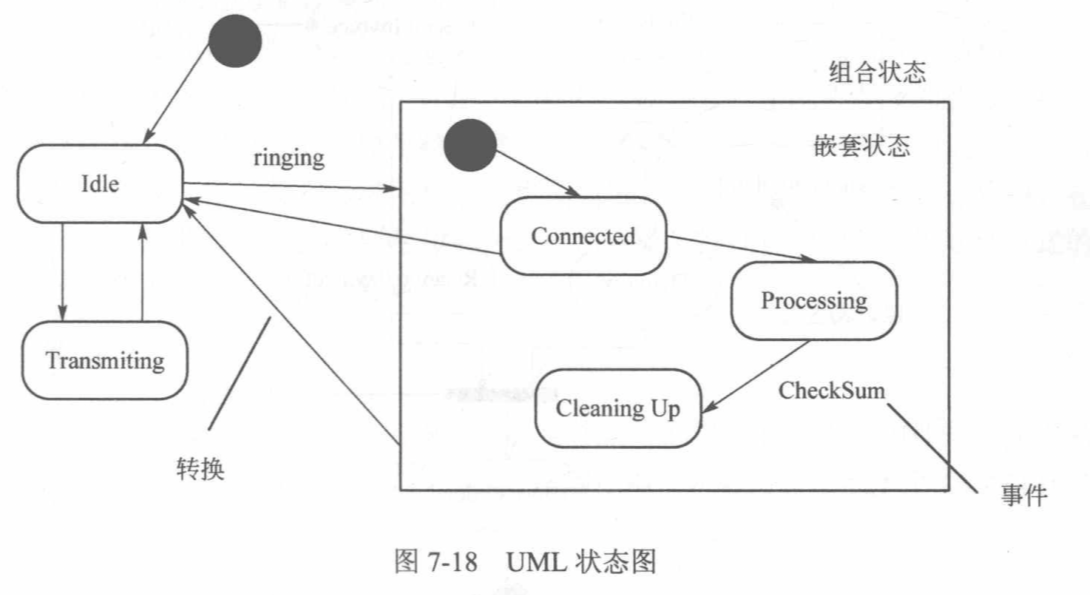 组合状态
嵌套状态
ringing
Idle
Connected
Processing
Transmiting
CheckSum
Cleaning Up
转换
事件
图 7-18 UML 状态图